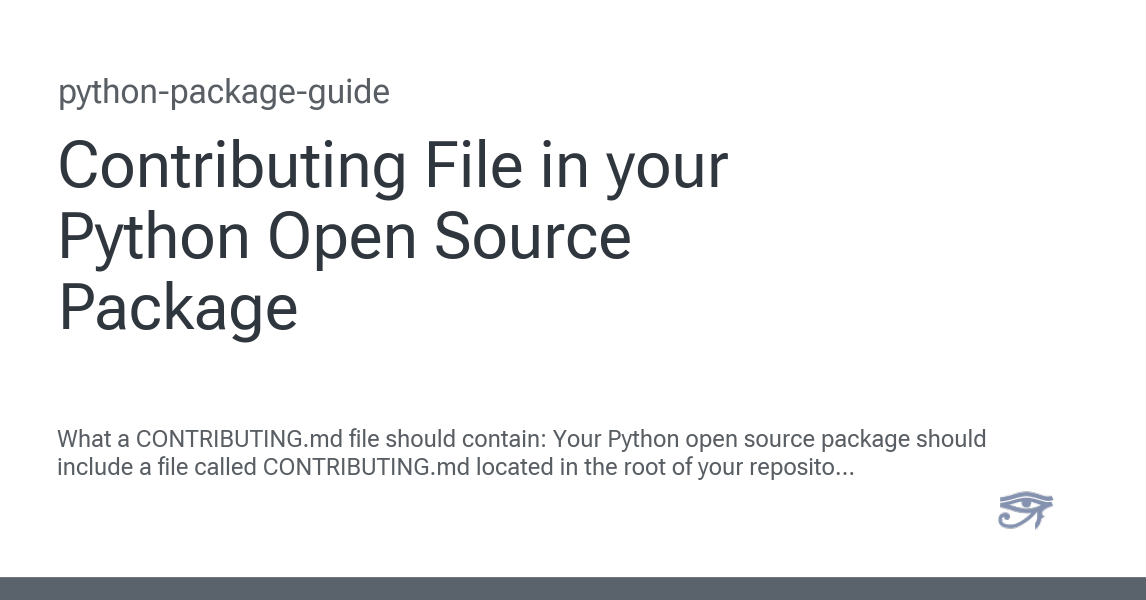 python-package-guide
Contributing File in your
Python Open Source
Package
What a CONTRIBUTING.md file should contain: Your Python open source package should
include a file called CONTRIBUTING.md located in the root of your reposito...